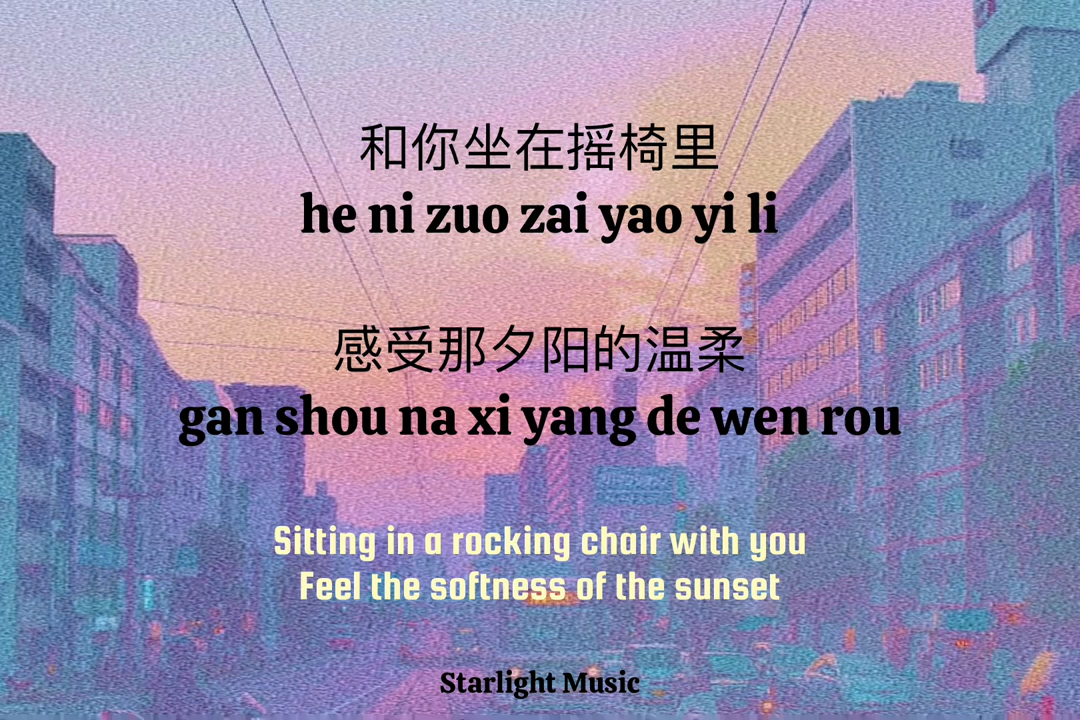 和你坐在摇椅里
he ni zuo zai yao yi li
感受那夕阳的温柔
gan shou na xi yang de wen rou
Sitting in a rocking chair with you
Feel the softness of the sunset
Starlight Music